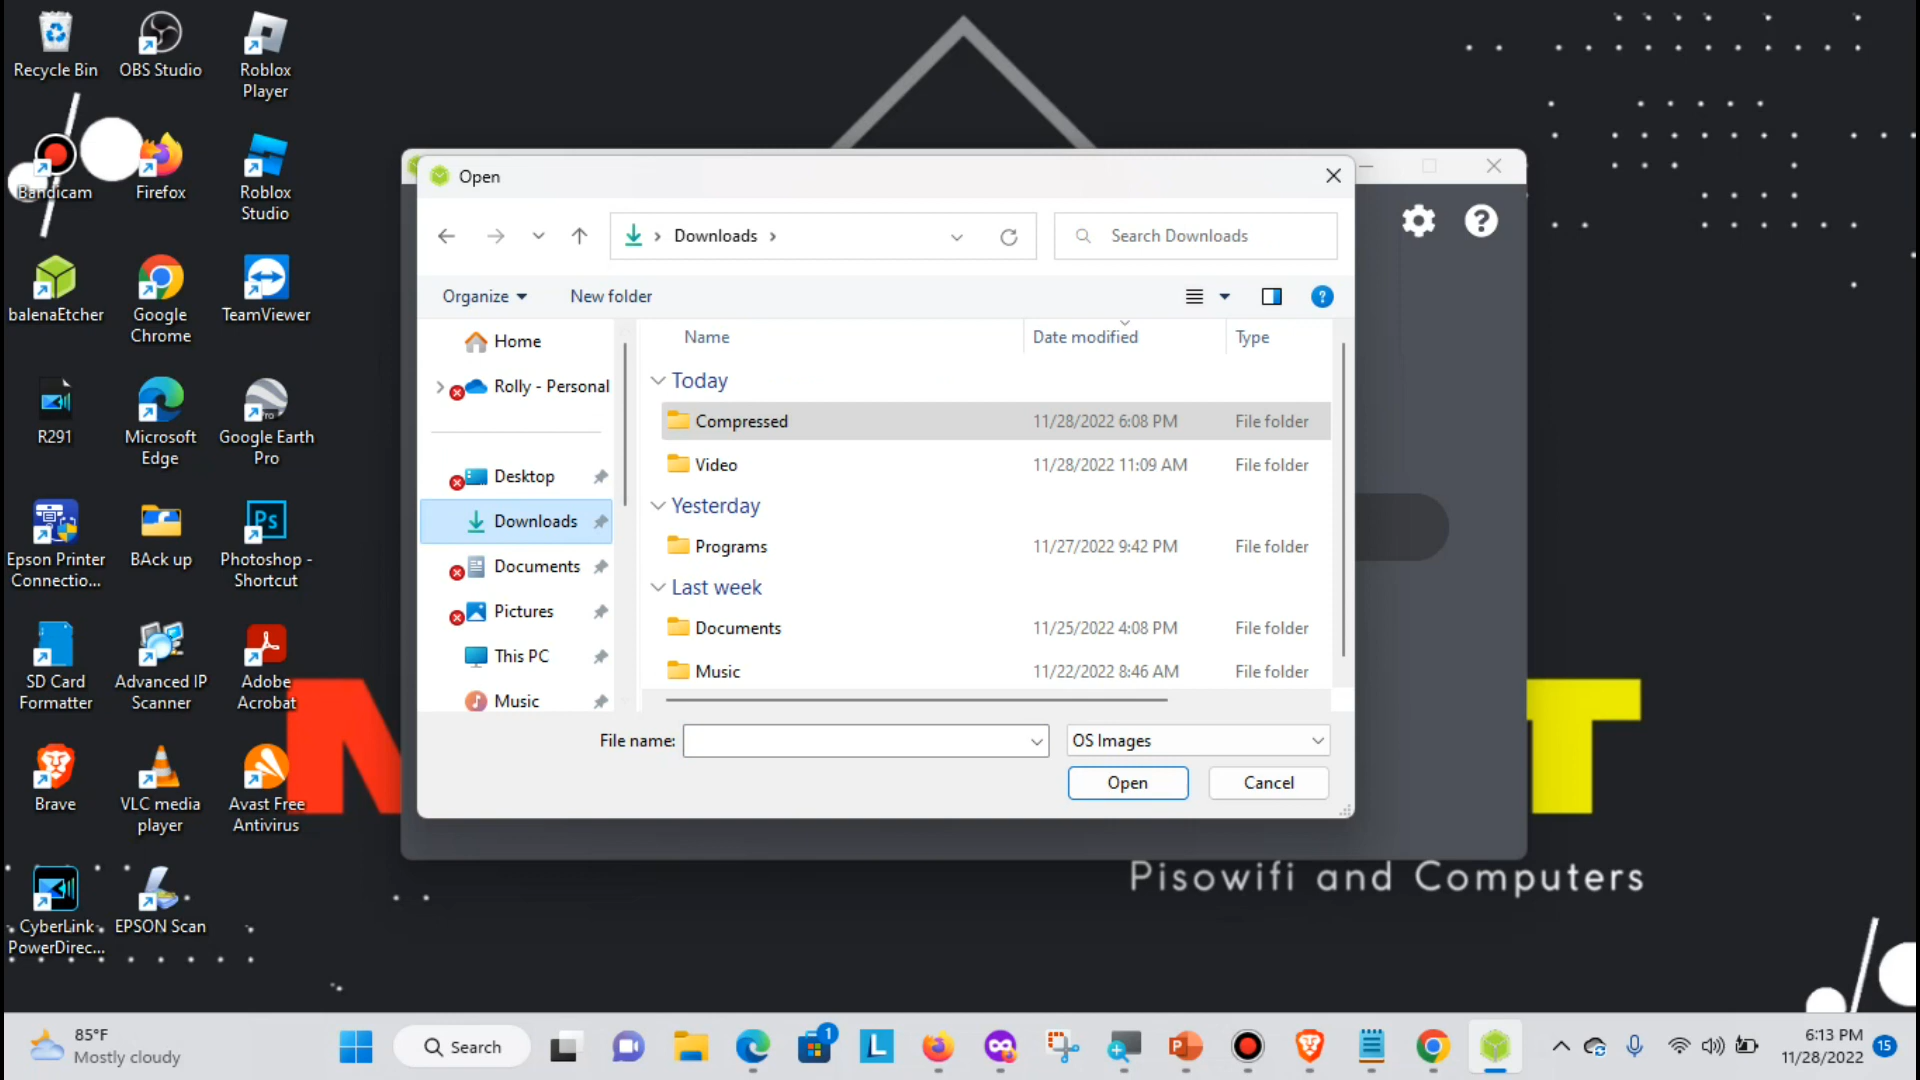 Recycle Bin
OBS Studio
Roblox
Player
Bandicam
Firefox
Roblox
Studio
balenaEtcher
Google
Chrome
TeamViewer
R291
Microsoft
Edge
Google Earth
Pro
Epson Printer
Connectio...
BAck up
Photoshop -
Shortcut
SD Card
Formatter
Advanced IP
Scanner
Adobe
Acrobat
Brave
VLC media
player
Avast Free
Antivirus
CyberLink
PowerDirec...
EPSON Scan
Open
Downloads
Search Downloads
Organize
New folder
Home
Rolly - Personal
Desktop
Downloads
Documents
Pictures
This PC
Music
Name Date modified Type
Today
Compressed 11/28/2022 6:08 PM File folder
Video 11/28/2022 11:09 AM File folder
Yesterday
Programs 11/27/2022 9:42 PM File folder
Last week
Documents 11/25/2022 4:08 PM File folder
Music 11/22/2022 8:46 AM File folder
File name:
OS Images
Open
Cancel
Pisowifi and Computers
85°F
Mostly cloudy
Search
1
6:13 PM
11/28/2022
15